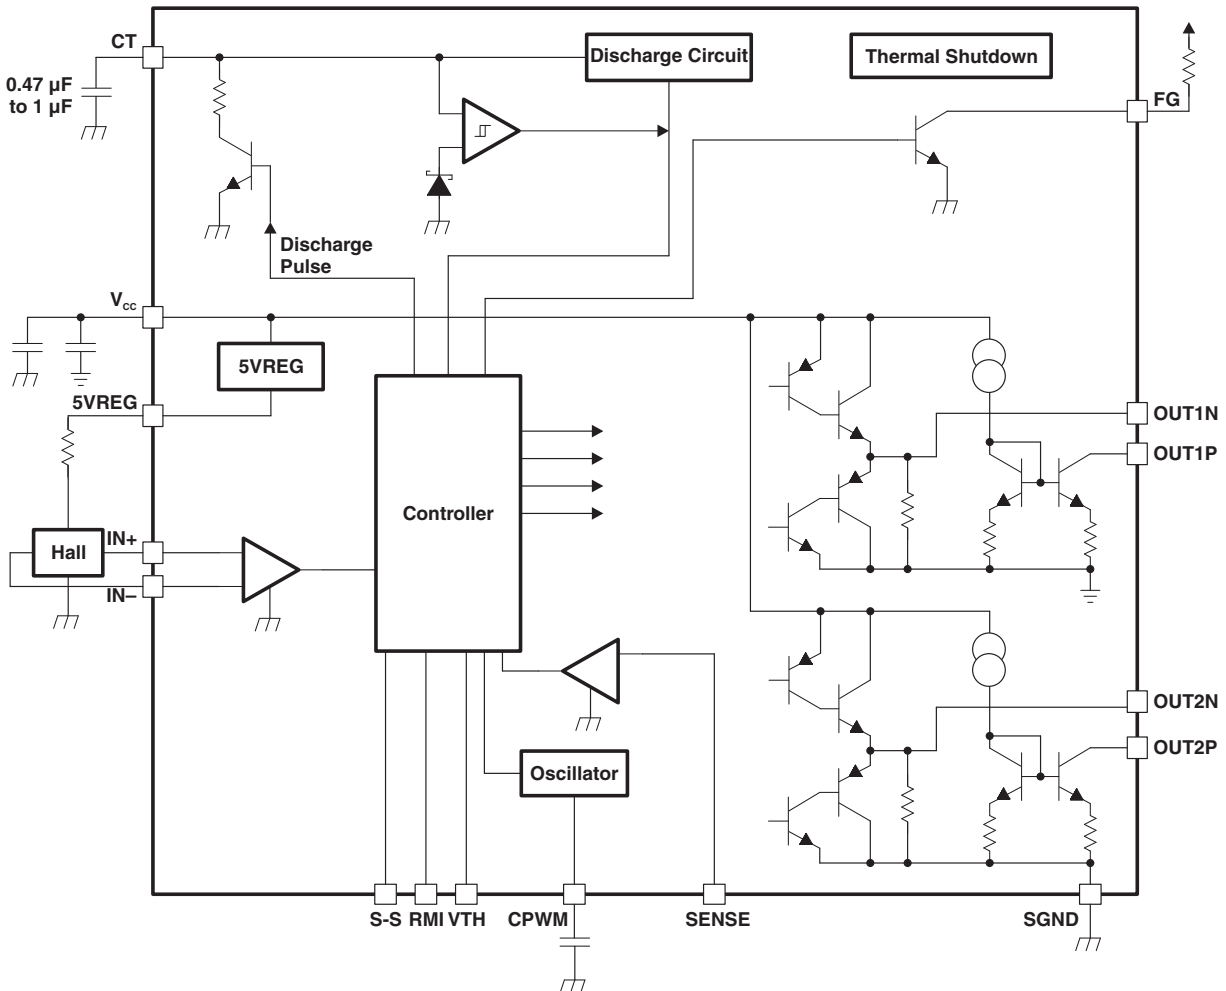 CT
Discharge Circuit
Thermal Shutdown
0.47 µF
to 1 µF
FG
Discharge
Pulse
VCC
5VREG
5VREG
OUT1N
OUT1P
Controller
IN+
Hall
IN–
OUT2N
OUT2P
Oscillator
S-S
RMI
VTH
CPWM
SENSE
SGND